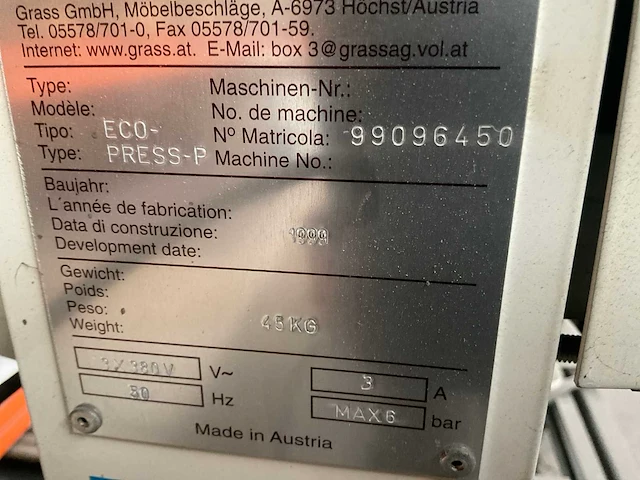 Grass GmbH, Möbelbeschläge, A-6973 Höchst/Austria
Tel. 05578/701-0, Fax 05578/701-59.
Internet: www.grass.at. E-Mail: box 3@grassag.vol.at
Type: Maschinen-Nr.:
Modèle: No. de machine:
Tipo: ECO- Nº Matricola: 99096450
Type: PRESS-P Machine No.:
Baujahr:
L´année de fabrication:
Data di construzione: 1999
Development date:
Gewicht:
Poids:
Peso:
Weight: 45KG
3X380V V~ 3 A
50 Hz MAX6 bar
Made in Austria